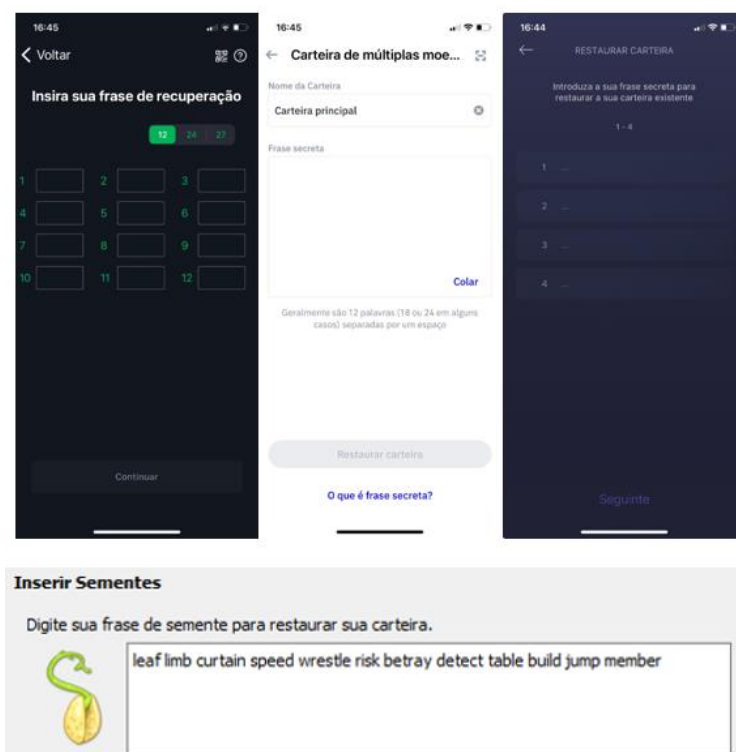 16:45
Voltar
Insira sua frase de recuperação
12 24 27
1 2 3
4 5 6
7 8 9
10 11 12
Continuar
16:45
Carteira de múltiplas moe...
Nome da Carteira
Carteira principal
Frase secreta
Colar
Geralmente são 12 palavras (18 ou 24 em alguns
casos) separadas por um espaço
Restaurar carteira
O que é frase secreta?
16:44
RESTAURAR CARTEIRA
Introduza a sua frase secreta para
restaurar a sua carteira existente
1 - 4
1 ...
2 ...
3 ...
4 ...
Seguinte
Inserir Sementes
Digite sua frase de semente para restaurar sua carteira.
leaf limb curtain speed wrestle risk betray detect table build jump member